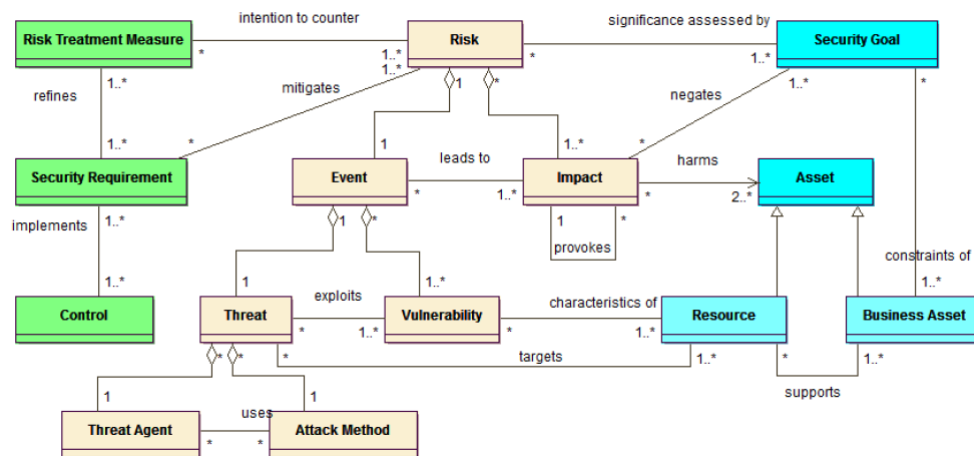 intention to counter
significance assessed by
Risk Treatment Measure
Risk
Security Goal
*
1..*
*
1..*
1..*
1..*
1
*
1..*
*
refines
mitigates
negates
1..*
*
1
1..*
*
leads to
harms
Security Requirement
Event
Impact
Asset
*
1..*
*
2..*
implements
1..*
1
*
1
*
provokes
constraints of
1..*
1
1..*
1..*
exploits
characteristics of
Control
Threat
Vulnerability
Resource
Business Asset
*
1..*
*
1..*
*
*
*
targets
1..*
*
1..*
supports
1
1
uses
Threat Agent
Attack Method
*
*